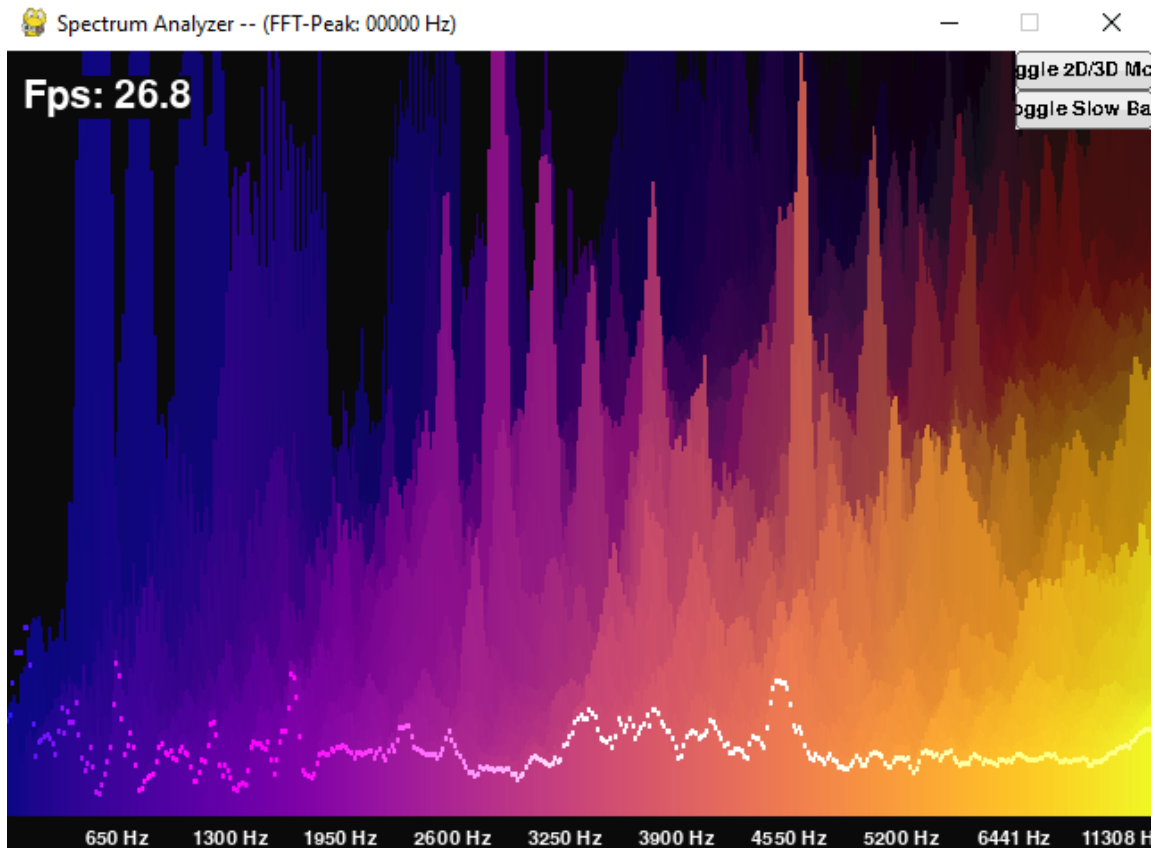 Spectrum Analyzer -- (FFT-Peak: 00000 Hz)
Fps: 26.8
ggle 2D/3D Mo
oggle Slow Ba
650 Hz 1300 Hz 1950 Hz 2600 Hz 3250 Hz 3900 Hz 4550 Hz 5200 Hz 6441 Hz 11308 H